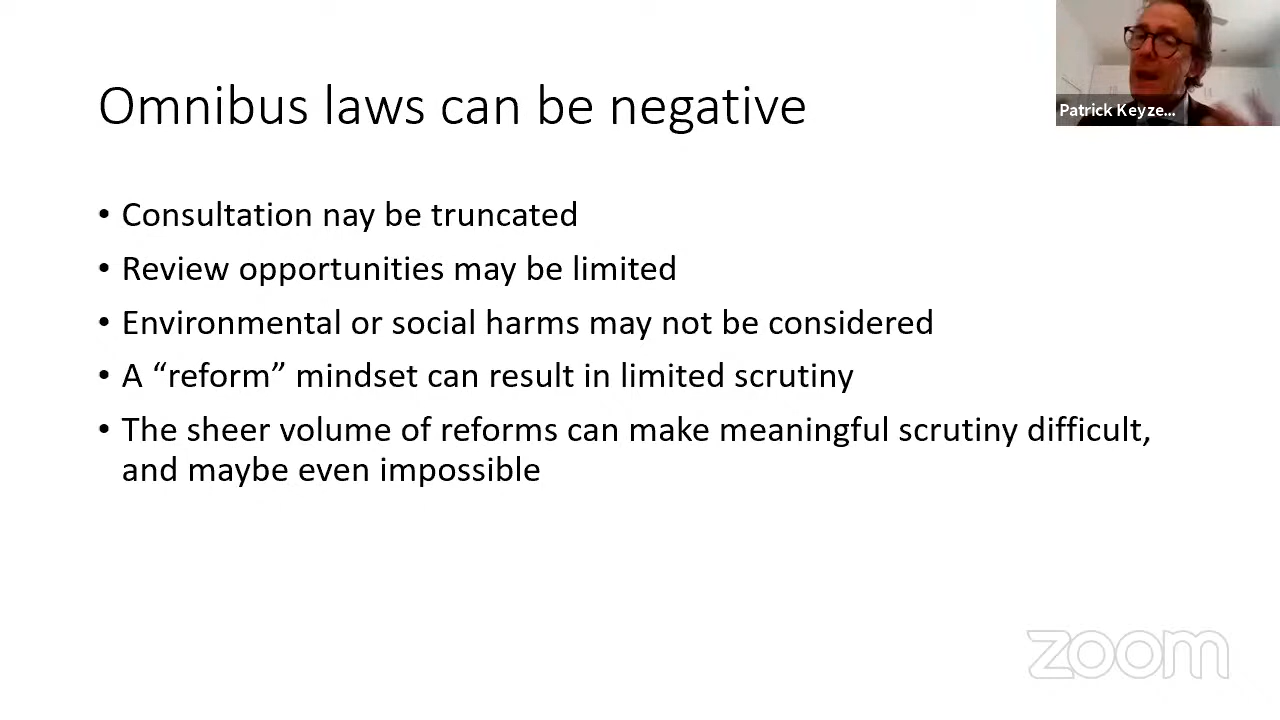 Omnibus laws can be negative
Patrick Keyze...
• Consultation nay be truncated
• Review opportunities may be limited
• Environmental or social harms may not be considered
• A “reform” mindset can result in limited scrutiny
• The sheer volume of reforms can make meaningful scrutiny difficult,
and maybe even impossible
zoom